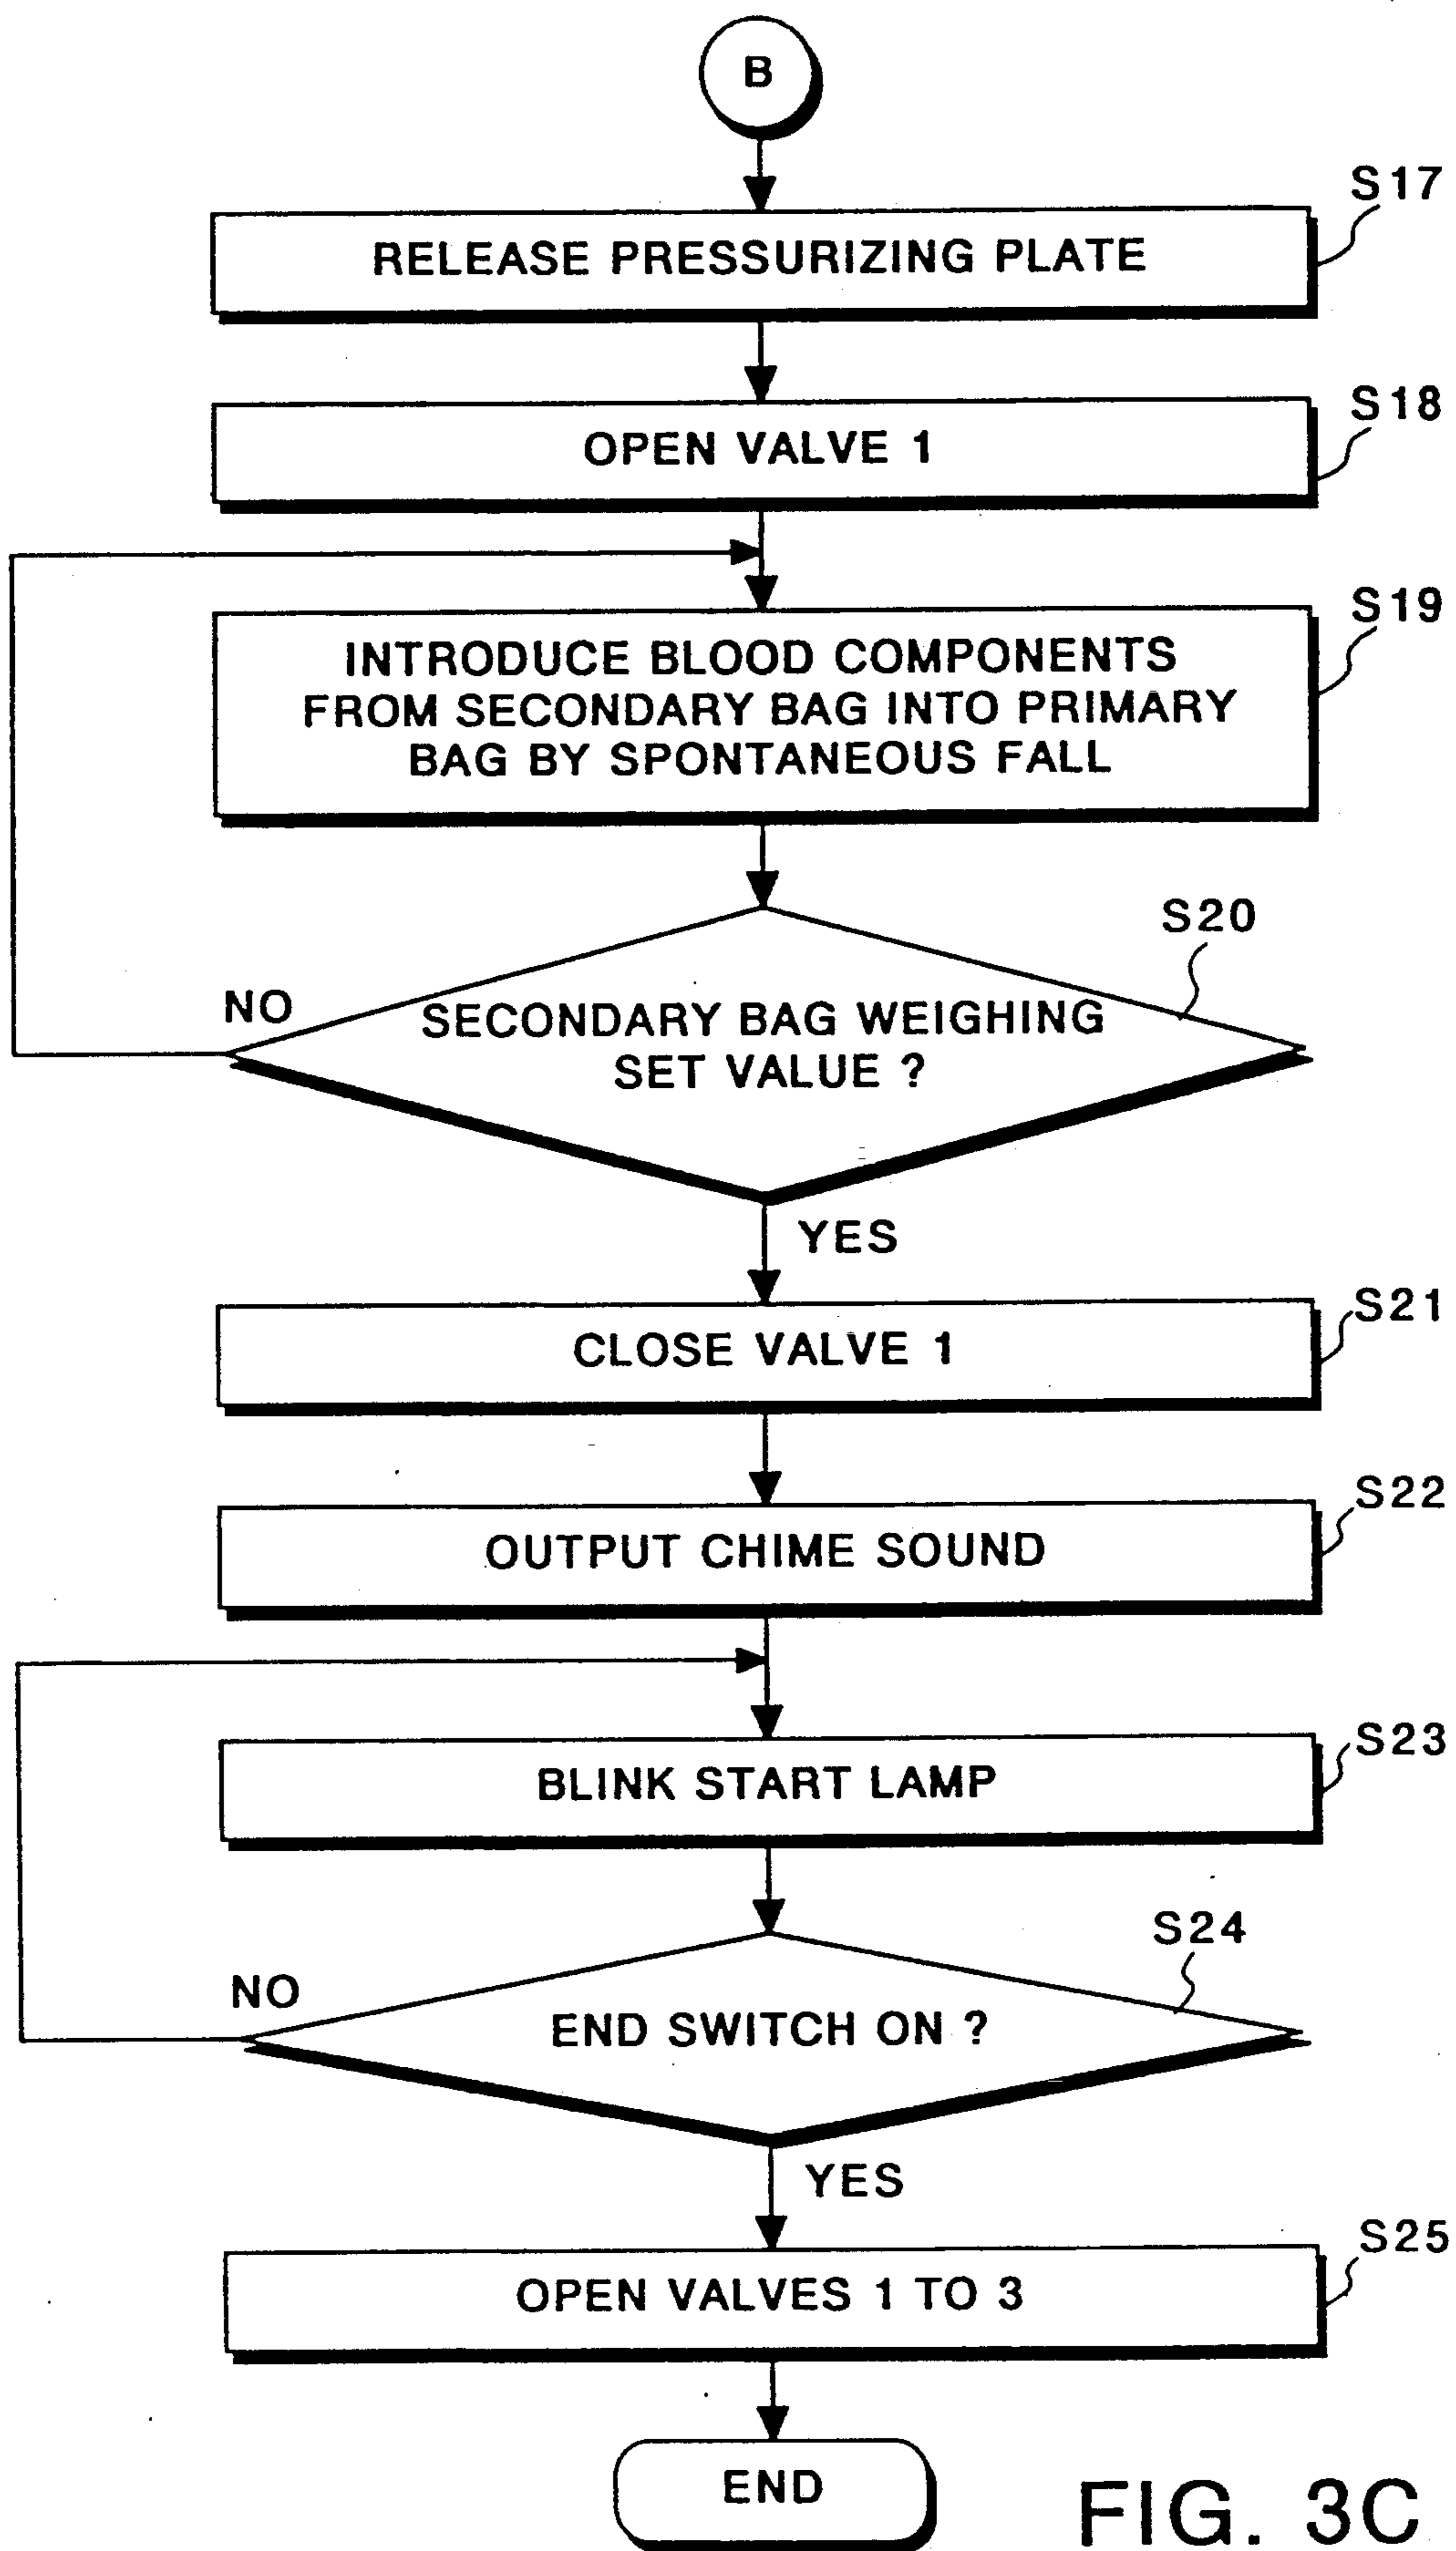 B
S17
RELEASE PRESSURIZING PLATE
S18
OPEN VALVE 1
S19
INTRODUCE BLOOD COMPONENTS
FROM SECONDARY BAG INTO PRIMARY
BAG BY SPONTANEOUS FALL
S20
NO
SECONDARY BAG WEIGHING
SET VALUE ?
YES
S21
CLOSE VALVE 1
S22
OUTPUT CHIME SOUND
S23
BLINK START LAMP
S24
NO
END SWITCH ON ?
YES
S25
OPEN VALVES 1 TO 3
END
FIG. 3C